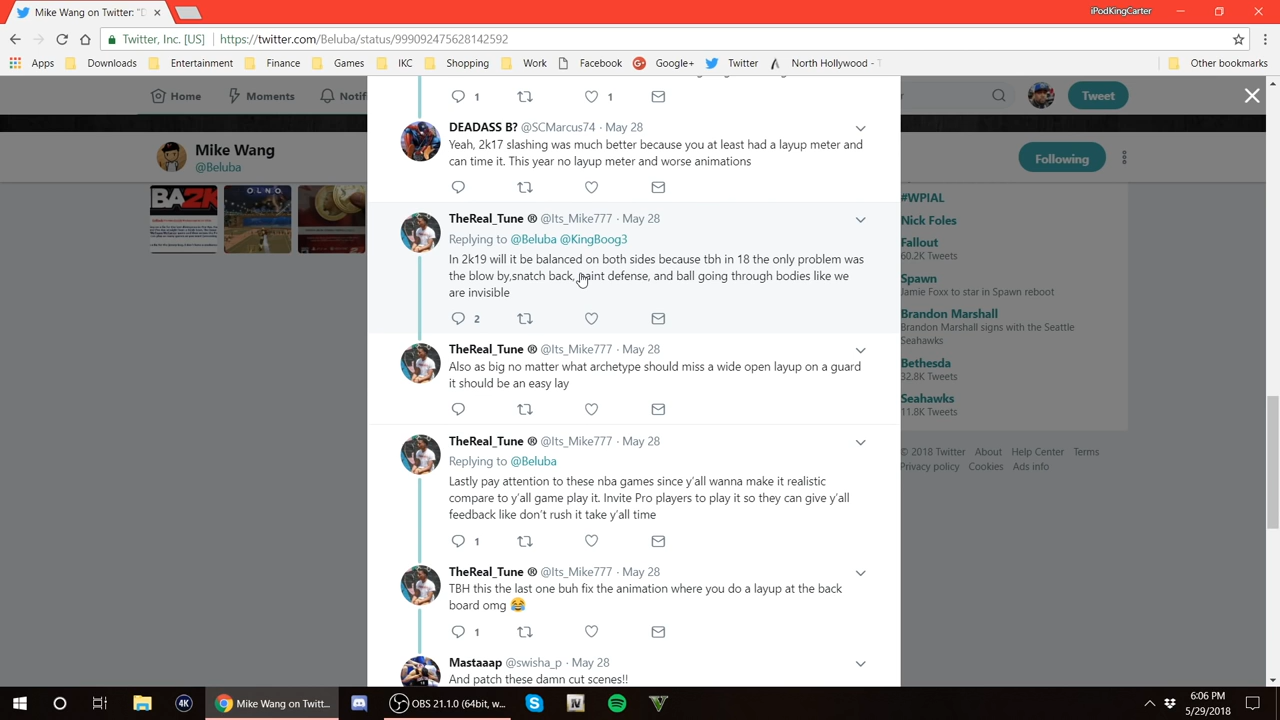 Mike Wang on Twitter: "D
iPodKingCarter
Twitter, Inc. [US]
https://twitter.com/Beluba/status/999092475628142592
Apps
Downloads
Entertainment
Finance
Games
IKC
Shopping
Work
Facebook
Google+
Twitter
North Hollywood - T
Other bookmarks
Home
Moments
Notif
Tweet
Mike Wang
@Beluba
Following
1
1
DEADASS B? @SCMarcus74 · May 28
Yeah, 2k17 slashing was much better because you at least had a layup meter and
can time it. This year no layup meter and worse animations
TheReal_Tune ® @Its_Mike777 · May 28
Replying to @Beluba @KingBoog3
In 2k19 will it be balanced on both sides because tbh in 18 the only problem was
the blow by,snatch back, paint defense, and ball going through bodies like we
are invisible
2
TheReal_Tune ® @Its_Mike777 · May 28
Also as big no matter what archetype should miss a wide open layup on a guard
it should be an easy lay
TheReal_Tune ® @Its_Mike777 · May 28
Replying to @Beluba
Lastly pay attention to these nba games since y'all wanna make it realistic
compare to y'all game play it. Invite Pro players to play it so they can give y'all
feedback like don't rush it take y'all time
1
TheReal_Tune ® @Its_Mike777 · May 28
TBH this the last one buh fix the animation where you do a layup at the back
board omg 😂
1
Mastaaap @swisha_p · May 28
And patch these damn cut scenes!!
BA2K
OLNO
#WPIAL
Nick Foles
Fallout
60.2K Tweets
Spawn
Jamie Foxx to star in Spawn reboot
Brandon Marshall
Brandon Marshall signs with the Seattle
Seahawks
Bethesda
32.8K Tweets
Seahawks
11.8K Tweets
© 2018 Twitter About Help Center Terms
Privacy policy Cookies Ads info
4K
Mike Wang on Twitt...
OBS 21.1.0 (64bit, w...
6:06 PM
5/29/2018